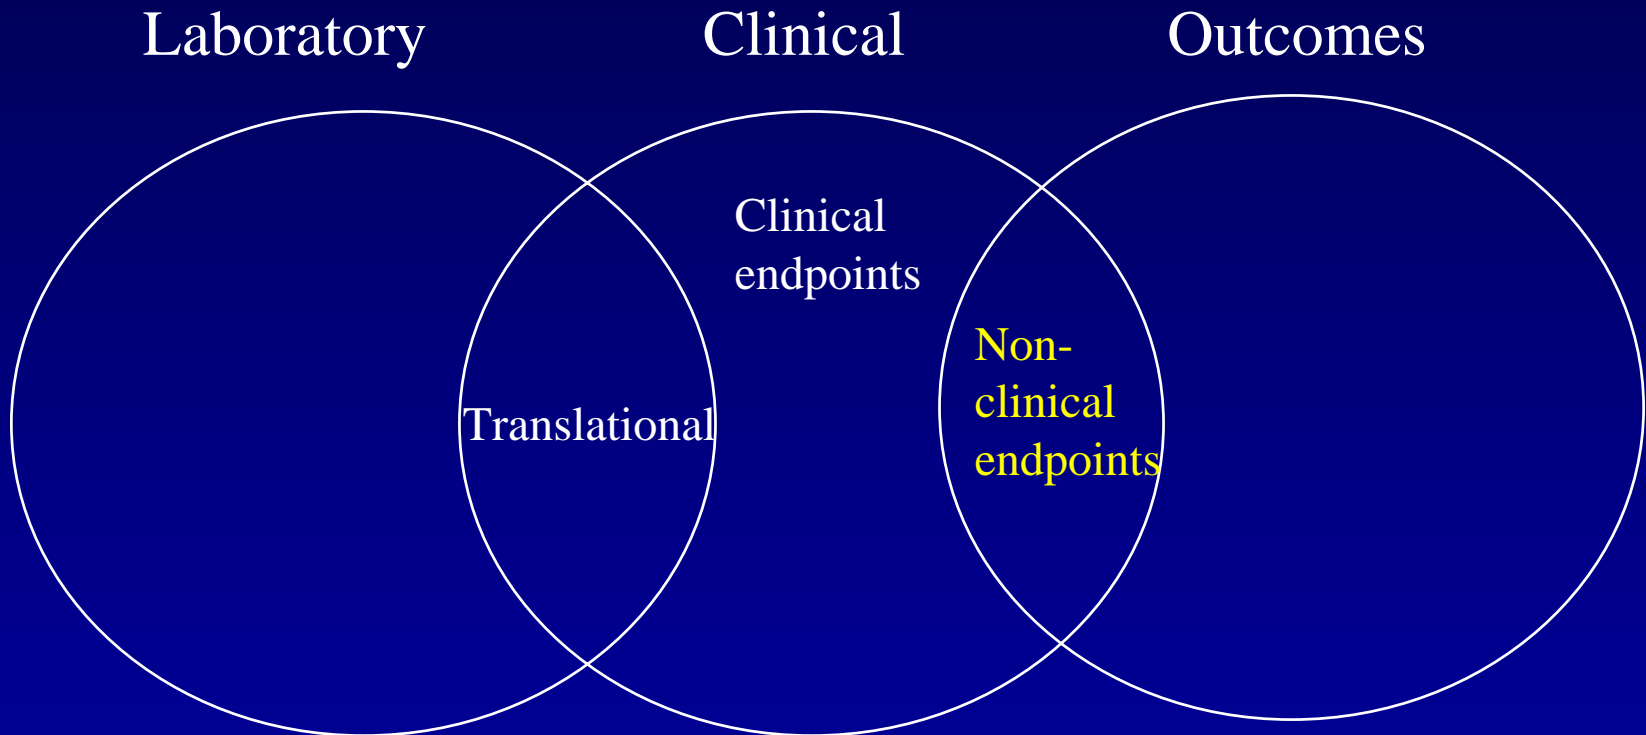 Laboratory
Clinical
Outcomes
Clinical
endpoints
Non-
clinical
endpoints
Translational